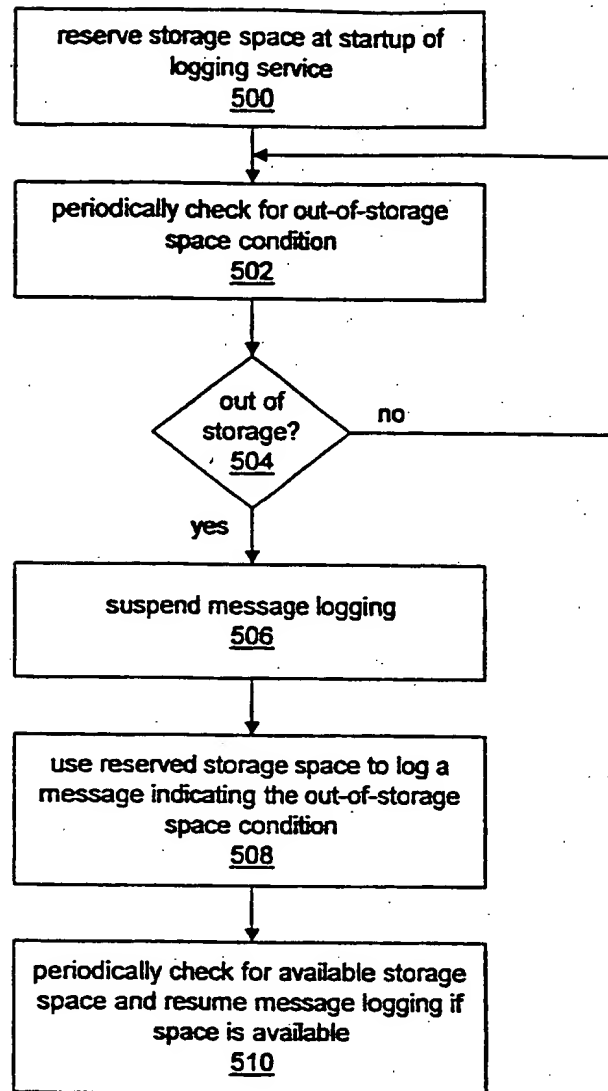 reserve storage space at startup of
logging service
500
periodically check for out-of-storage
space condition
502
out of
storage?
504
no
yes
suspend message logging
506
use reserved storage space to log a
message indicating the out-of-storage
space condition
508
periodically check for available storage
space and resume message logging if
space is available
510